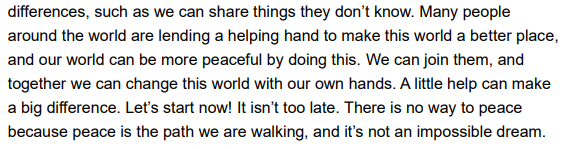 differences, such as we can share things they don’t know. Many people
around the world are lending a helping hand to make this world a better place,
and our world can be more peaceful by doing this. We can join them, and
together we can change this world with our own hands. A little help can make
a big difference. Let’s start now! It isn’t too late. There is no way to peace
because peace is the path we are walking, and it’s not an impossible dream.